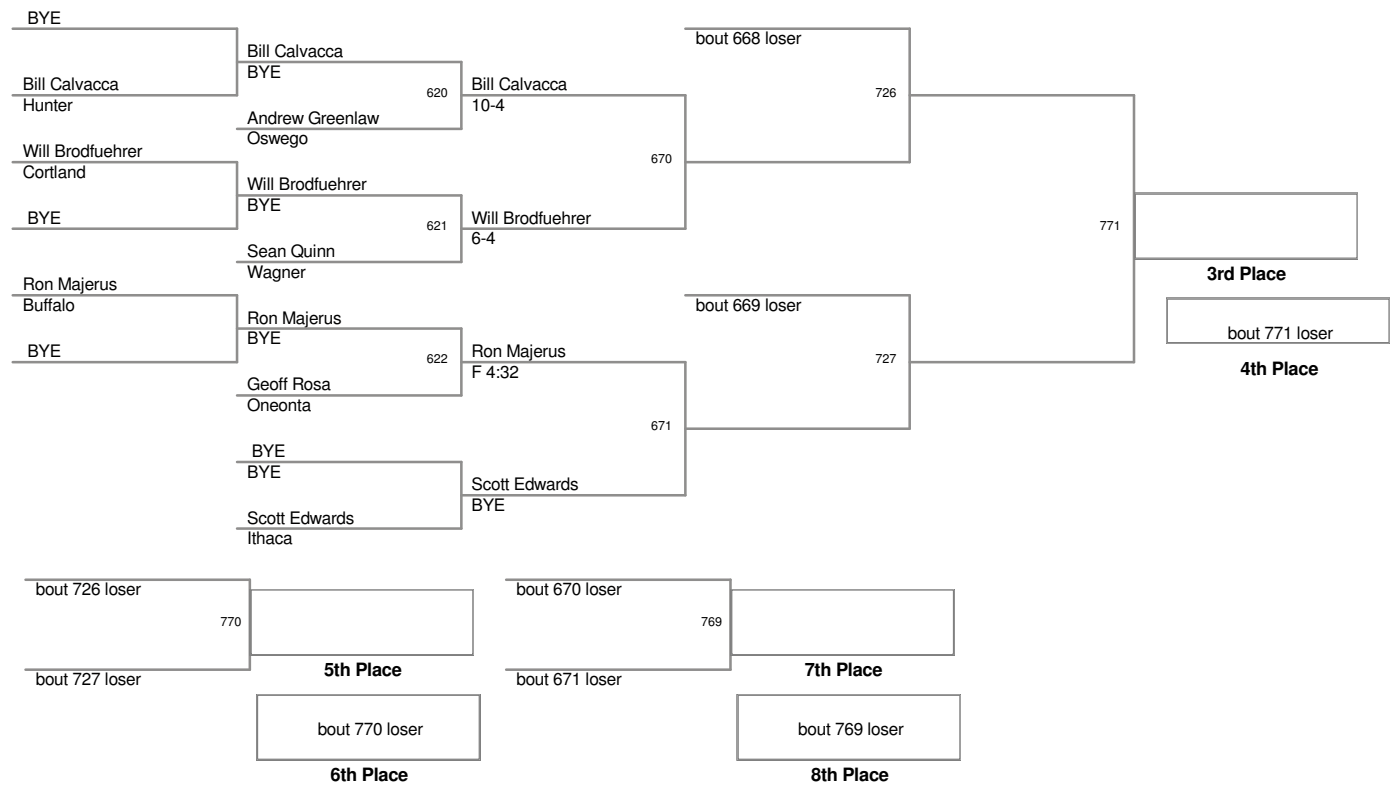 BYE
Bill Calvacca
Hunter
Will Brodfuehrer
Cortland
BYE
Ron Majerus
Buffalo
BYE
Bill Calvacca
BYE
620
Andrew Greenlaw
Oswego
Will Brodfuehrer
BYE
621
Sean Quinn
Wagner
Ron Majerus
BYE
622
Geoff Rosa
Oneonta
BYE
BYE
Scott Edwards
Ithaca
Bill Calvacca
10-4
670
Will Brodfuehrer
6-4
Ron Majerus
F 4:32
671
Scott Edwards
BYE
bout 668 loser
726
bout 669 loser
727
771
3rd Place
bout 771 loser
4th Place
bout 726 loser
770
bout 727 loser
5th Place
bout 770 loser
6th Place
bout 670 loser
769
bout 671 loser
7th Place
bout 769 loser
8th Place